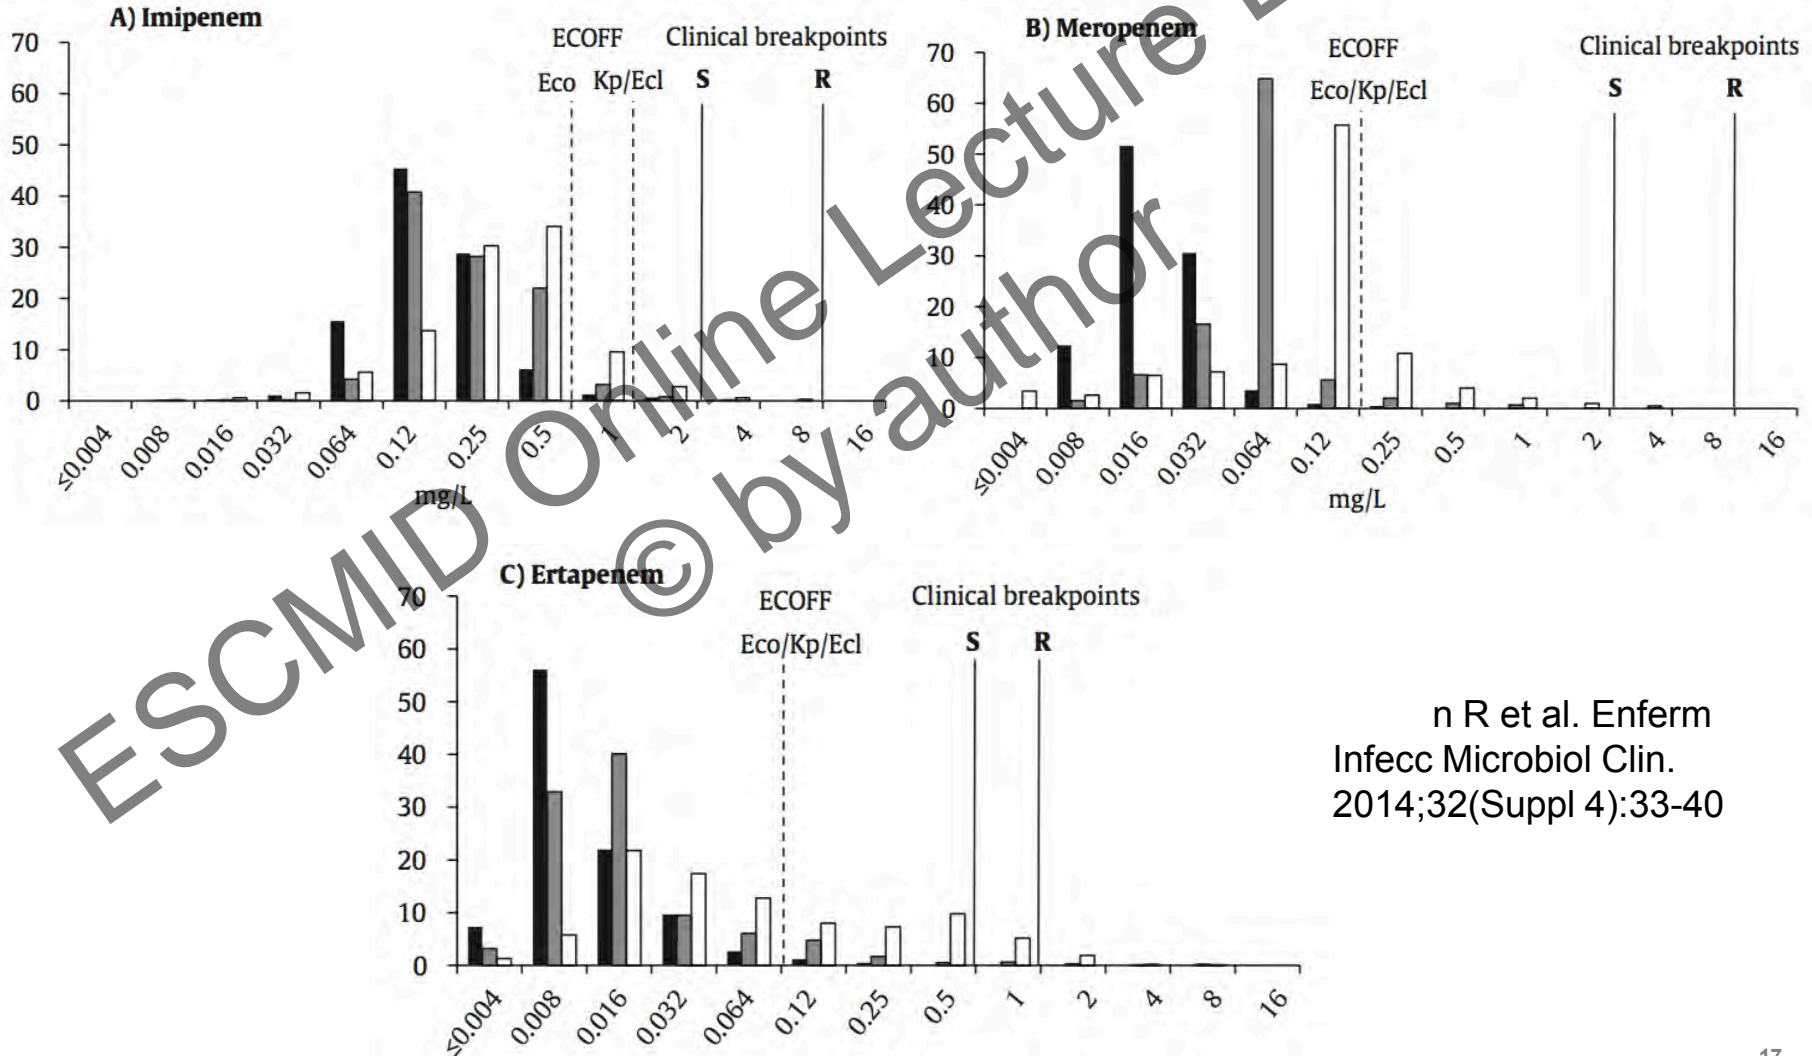 A) Imipenem
ECOFF Clinical breakpoints
Eco Kp/Ecl S R
70
60
50
40
30
20
10
0
≤0.004 0.008 0.016 0.032 0.064 0.12 0.25 0.5 1 2 4 8 16
mg/L
B) Meropenem
ECOFF Clinical breakpoints
Eco/Kp/Ecl S R
70
60
50
40
30
20
10
0
≤0.004 0.008 0.016 0.032 0.064 0.12 0.25 0.5 1 2 4 8 16
mg/L
C) Ertapenem
ECOFF Clinical breakpoints
Eco/Kp/Ecl S R
70
60
50
40
30
20
10
0
≤0.004 0.008 0.016 0.032 0.064 0.12 0.25 0.5 1 2 4 8 16
n R et al. Enferm
Infecc Microbiol Clin.
2014;32(Suppl 4):33-40
ESCMID Online Lecture
© by author
17